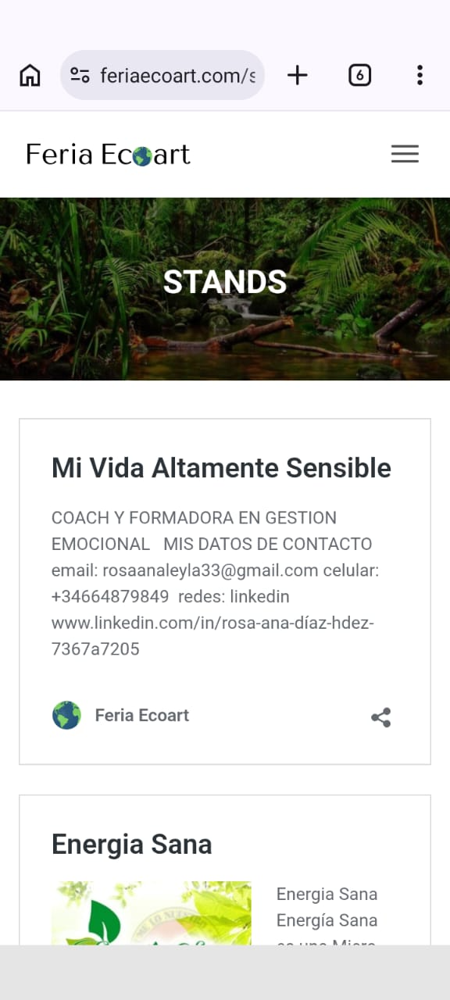 feriaecoart.com/s
6
Feria Ecoart
STANDS
Mi Vida Altamente Sensible
COACH Y FORMADORA EN GESTION
EMOCIONAL   MIS DATOS DE CONTACTO
email: rosaanaleyla33@gmail.com celular:
+34664879849  redes: linkedin
www.linkedin.com/in/rosa-ana-díaz-hdez-
7367a7205
Feria Ecoart
Energia Sana
Energia Sana
Energía Sana